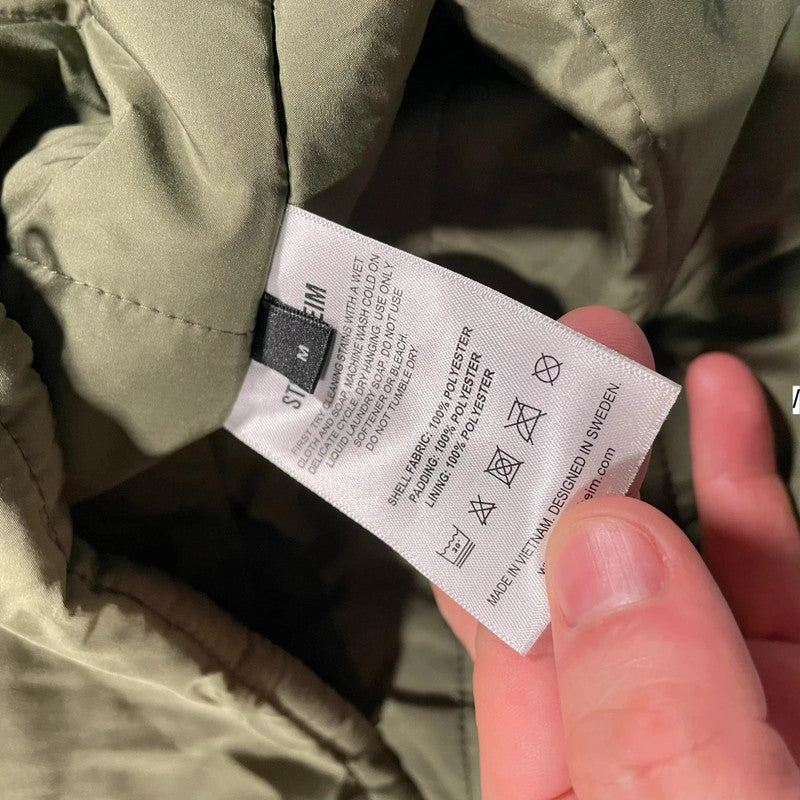 M
FIRST TRY CLEANING STAINS WITH A WET
CLOTH AND SOAP. MACHINE WASH COLD ON
DELICATE CYCLE. DRY HANGING. USE ONLY
LIQUID LAUNDRY SOAP. DO NOT USE
SOFTENER OR BLEACH.
DO NOT TUMBLE DRY.
SHELL FABRIC: 100% POLYESTER
PADDING: 100% POLYESTER
LINING: 100% POLYESTER
30°
MADE IN VIETNAM. DESIGNED IN SWEDEN.